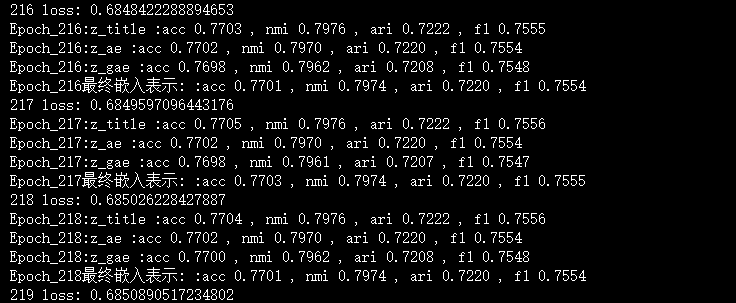 216 loss: 0.6848422288894653
Epoch_216:z_title :acc 0.7703 , nmi 0.7976 , ari 0.7222 , f1 0.7555
Epoch_216:z_ae :acc 0.7702 , nmi 0.7970 , ari 0.7220 , f1 0.7554
Epoch_216:z_gae :acc 0.7698 , nmi 0.7962 , ari 0.7208 , f1 0.7548
Epoch_216最终嵌入表示: :acc 0.7701 , nmi 0.7974 , ari 0.7220 , f1 0.7554
217 loss: 0.6849597096443176
Epoch_217:z_title :acc 0.7705 , nmi 0.7976 , ari 0.7222 , f1 0.7556
Epoch_217:z_ae :acc 0.7702 , nmi 0.7970 , ari 0.7220 , f1 0.7554
Epoch_217:z_gae :acc 0.7698 , nmi 0.7961 , ari 0.7207 , f1 0.7547
Epoch_217最终嵌入表示: :acc 0.7703 , nmi 0.7974 , ari 0.7220 , f1 0.7555
218 loss: 0.685026228427887
Epoch_218:z_title :acc 0.7704 , nmi 0.7976 , ari 0.7222 , f1 0.7556
Epoch_218:z_ae :acc 0.7702 , nmi 0.7970 , ari 0.7220 , f1 0.7554
Epoch_218:z_gae :acc 0.7700 , nmi 0.7962 , ari 0.7208 , f1 0.7548
Epoch_218最终嵌入表示: :acc 0.7701 , nmi 0.7974 , ari 0.7220 , f1 0.7554
219 loss: 0.6850890517234802